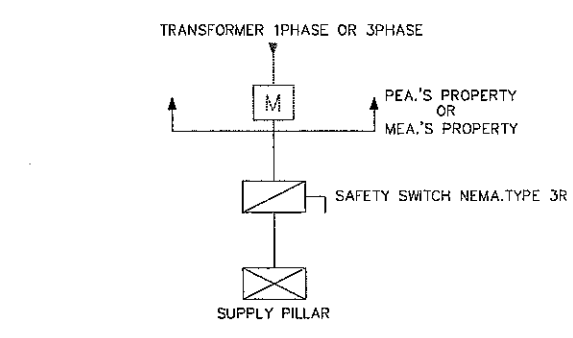 TRANSFORMER 1PHASE OR 3PHASE
M
PEA.'S PROPERTY
OR
MEA.'S PROPERTY
SAFETY SWITCH NEMA.TYPE 3R
SUPPLY PILLAR